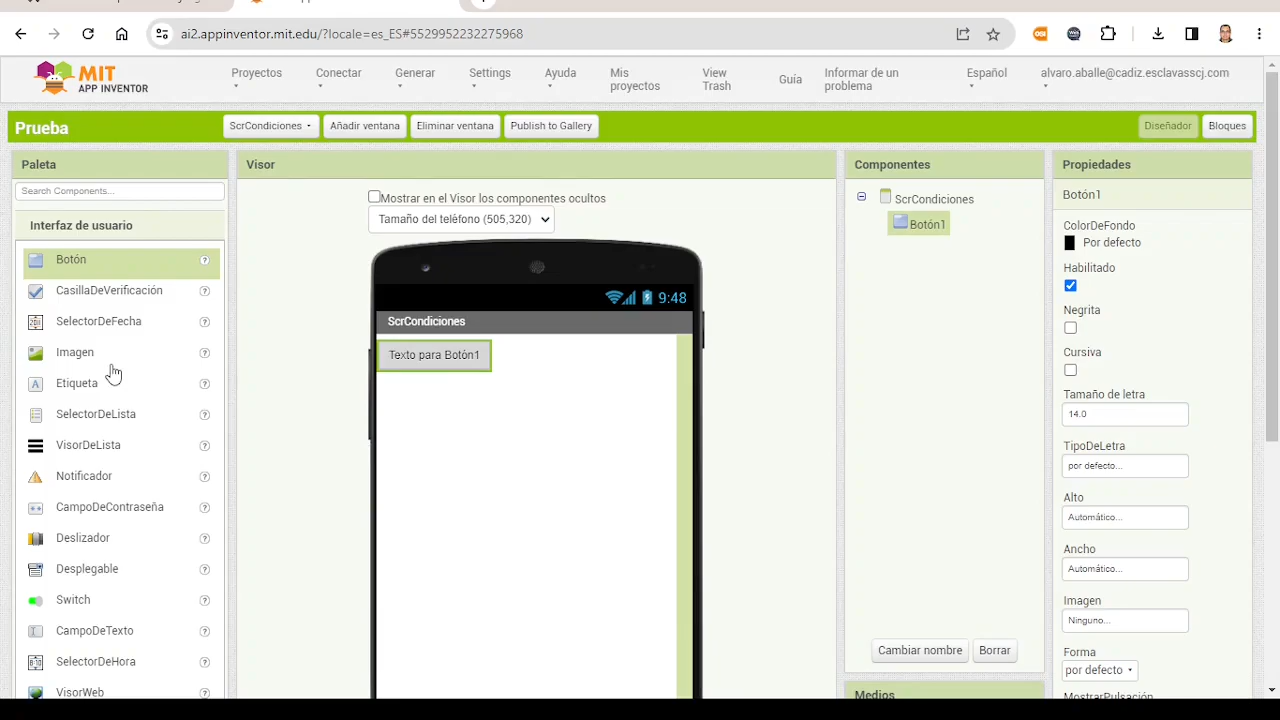 ai2.appinventor.mit.edu/?locale=es_ES#5529952232275968
MIT
APP INVENTOR
Proyectos
Conectar
Generar
Settings
Ayuda
Mis
proyectos
View
Trash
Guía
Informar de un
problema
Español
alvaro.aballe@cadiz.esclavasscj.com
Prueba
ScrCondiciones
Añadir ventana
Eliminar ventana
Publish to Gallery
Diseñador
Bloques
Paleta
Search Components...
Interfaz de usuario
Botón
CasillaDeVerificación
SelectorDeFecha
Imagen
Etiqueta
SelectorDeLista
VisorDeLista
Notificador
CampoDeContraseña
Deslizador
Desplegable
Switch
CampoDeTexto
SelectorDeHora
VisorWeb
Visor
Mostrar en el Visor los componentes ocultos
Tamaño del teléfono (505,320)
9:48
ScrCondiciones
Texto para Botón1
Componentes
ScrCondiciones
Botón1
Cambiar nombre
Borrar
Medios
Propiedades
Botón1
ColorDeFondo
Por defecto
Habilitado
Negrita
Cursiva
Tamaño de letra
14.0
TipoDeLetra
por defecto...
Alto
Automático...
Ancho
Automático...
Imagen
Ninguno...
Forma
por defecto
MostrarPulsación